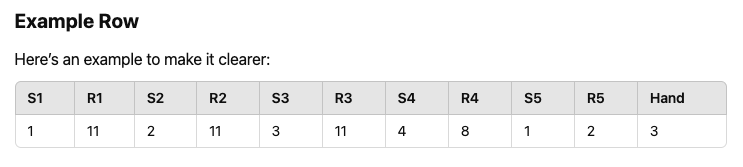 Example Row
Here’s an example to make it clearer:
S1 R1 S2 R2 S3 R3 S4 R4 S5 R5 Hand
1 11 2 11 3 11 4 8 1 2 3